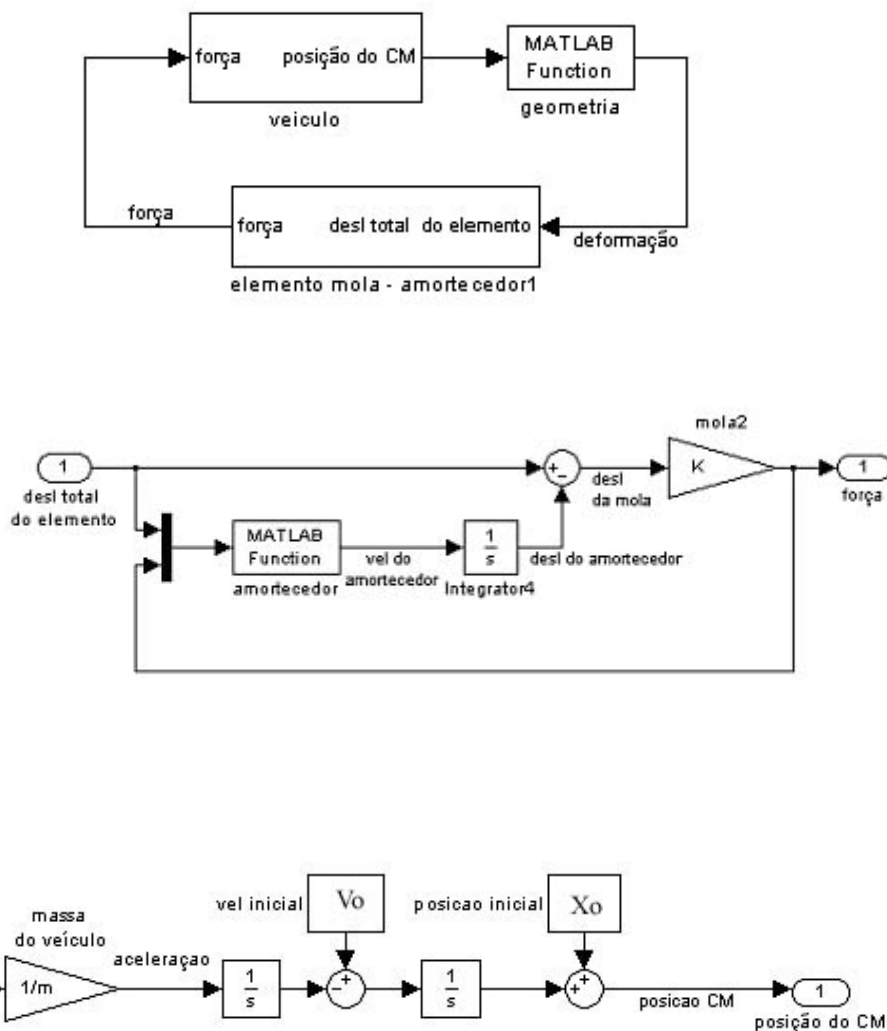 força posição do CM
MATLAB
Function
veiculo
geometria
força
força desl total do elemento
deformação
elemento mola - amortecedor1
mola2
1
+
-
K
1
desl total
do elemento
desl
da mola
força
MATLAB
Function
1
s
vel do
amortecedor
desl do amortecedor
amortecedor
Integrator4
vel inicial
Vo
posicao inicial
Xo
massa
do veículo
aceleraçao
1/m
1
s
-
+
1
s
+
+
1
posicao CM
posição do CM